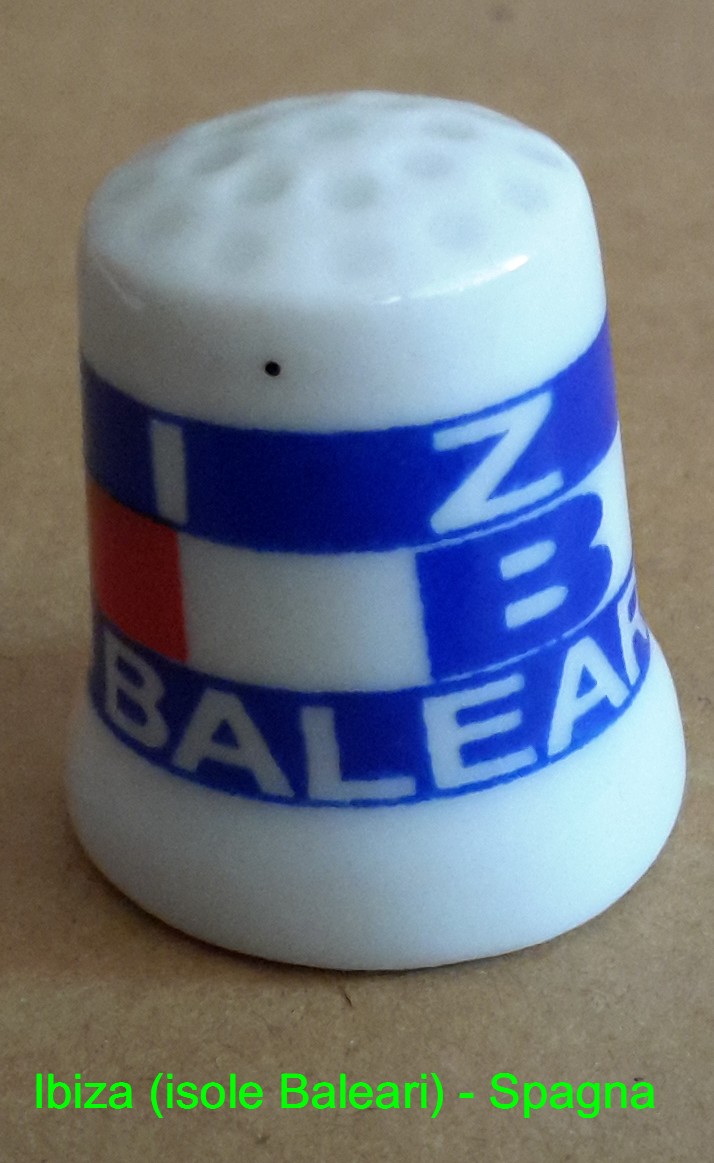 I Z
B
BALEAR
Ibiza (isole Baleari) - Spagna